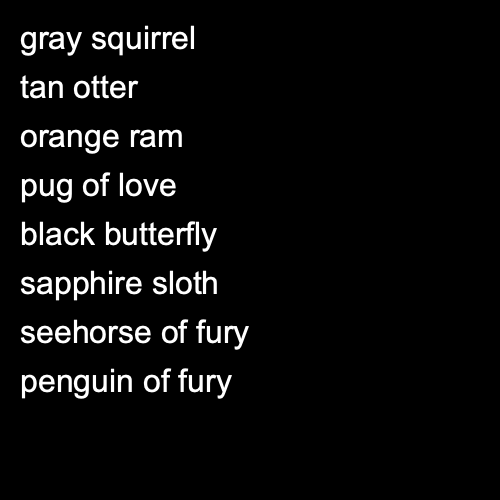 gray squirrel
tan otter
orange ram
pug of love
black butterfly
sapphire sloth
seehorse of fury
penguin of fury